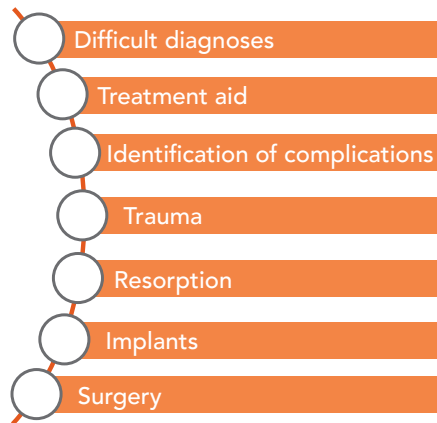 Difficult diagnoses
Treatment aid
Identification of complications
Trauma
Resorption
Implants
Surgery